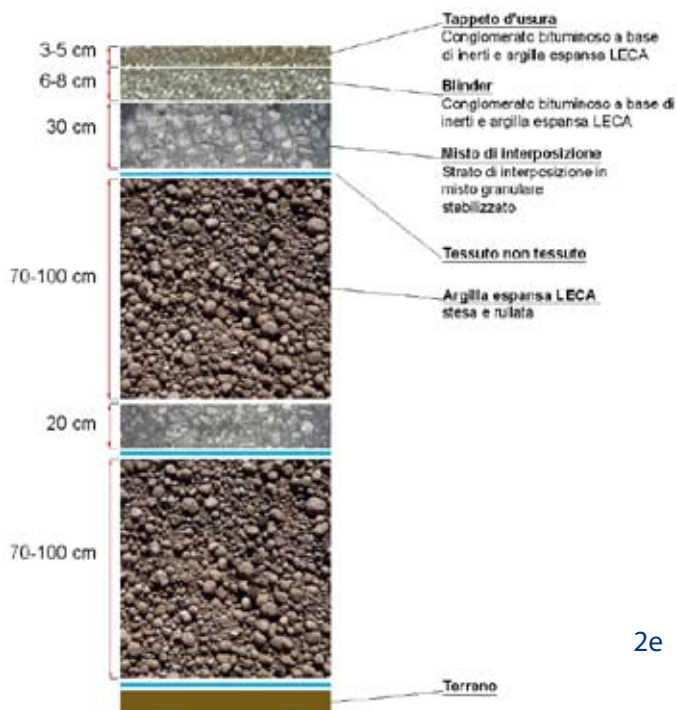 Tappeto d'usura
3-5 cm
Conglomerato bituminoso a base
di inerti e argilla espansa LECA
6-8 cm
Blinder
Conglomerato bituminoso a base di
inerti e argilla espansa LECA
30 cm
Misto di interposizione
Strato di interposizione in
misto granulare
stabilizzato
Tessuto non tessuto
70-100 cm
Argilla espansa LECA
stesa e rullata
20 cm
70-100 cm
2e
Terreno